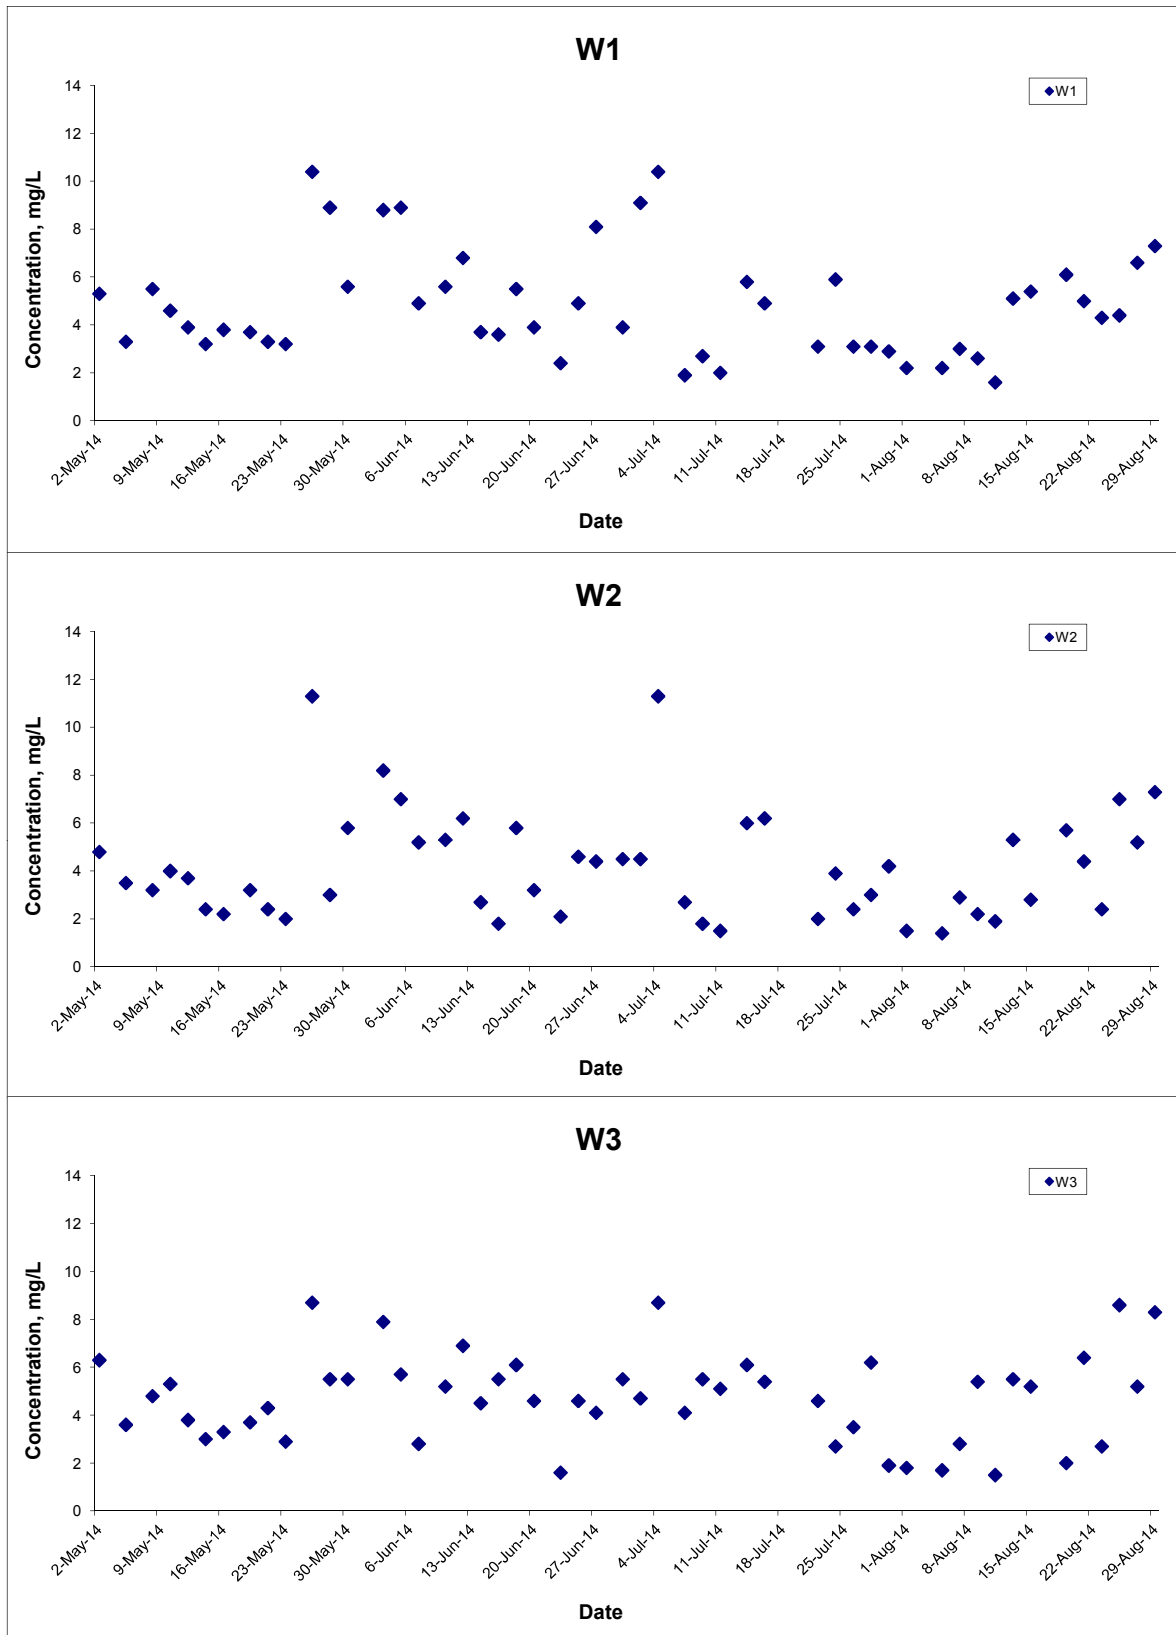 W1
W1
14
12
10
8
6
4
2
0
Concentration, mg/L
2-May-14
9-May-14
16-May-14
23-May-14
30-May-14
6-Jun-14
13-Jun-14
20-Jun-14
27-Jun-14
4-Jul-14
11-Jul-14
18-Jul-14
25-Jul-14
1-Aug-14
8-Aug-14
15-Aug-14
22-Aug-14
29-Aug-14
Date
W2
W2
14
12
10
8
6
4
2
0
Concentration, mg/L
2-May-14
9-May-14
16-May-14
23-May-14
30-May-14
6-Jun-14
13-Jun-14
20-Jun-14
27-Jun-14
4-Jul-14
11-Jul-14
18-Jul-14
25-Jul-14
1-Aug-14
8-Aug-14
15-Aug-14
22-Aug-14
29-Aug-14
Date
W3
W3
14
12
10
8
6
4
2
0
Concentration, mg/L
2-May-14
9-May-14
16-May-14
23-May-14
30-May-14
6-Jun-14
13-Jun-14
20-Jun-14
27-Jun-14
4-Jul-14
11-Jul-14
18-Jul-14
25-Jul-14
1-Aug-14
8-Aug-14
15-Aug-14
22-Aug-14
29-Aug-14
Date